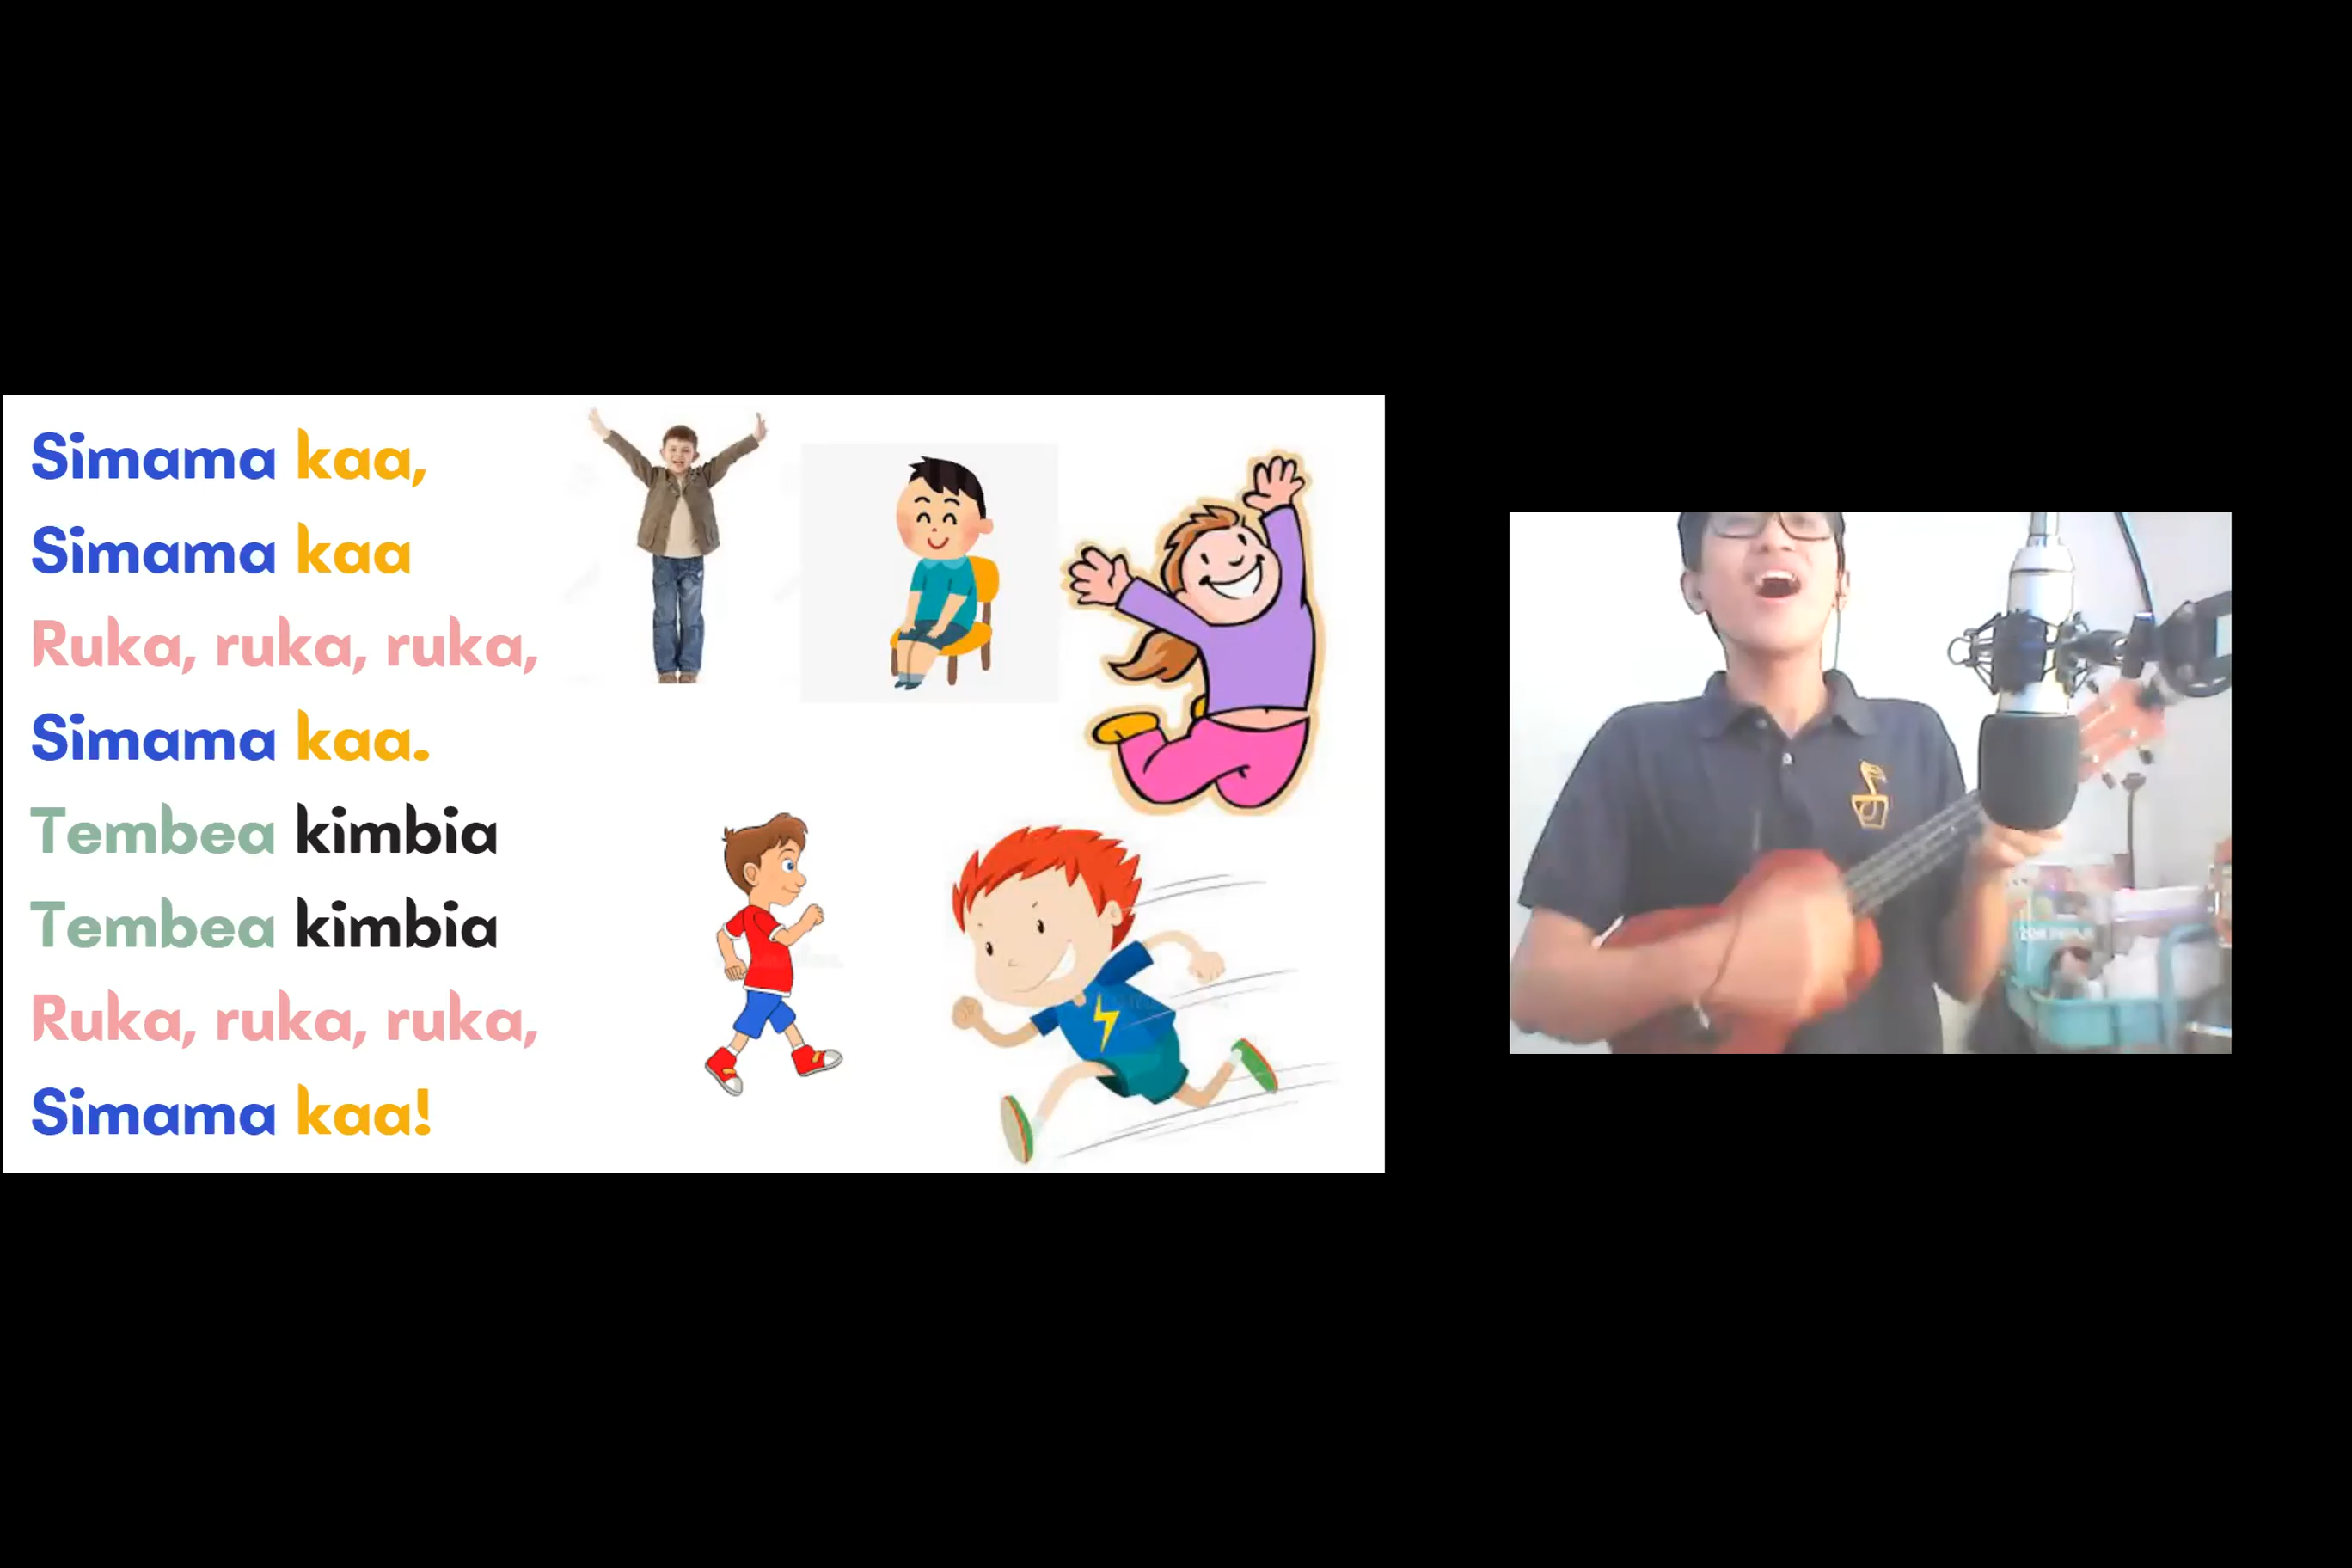 Simama kaa,
Simama kaa
Ruka, ruka, ruka,
Simama kaa.
Tembea kimbia
Tembea kimbia
Ruka, ruka, ruka,
Simama kaa!